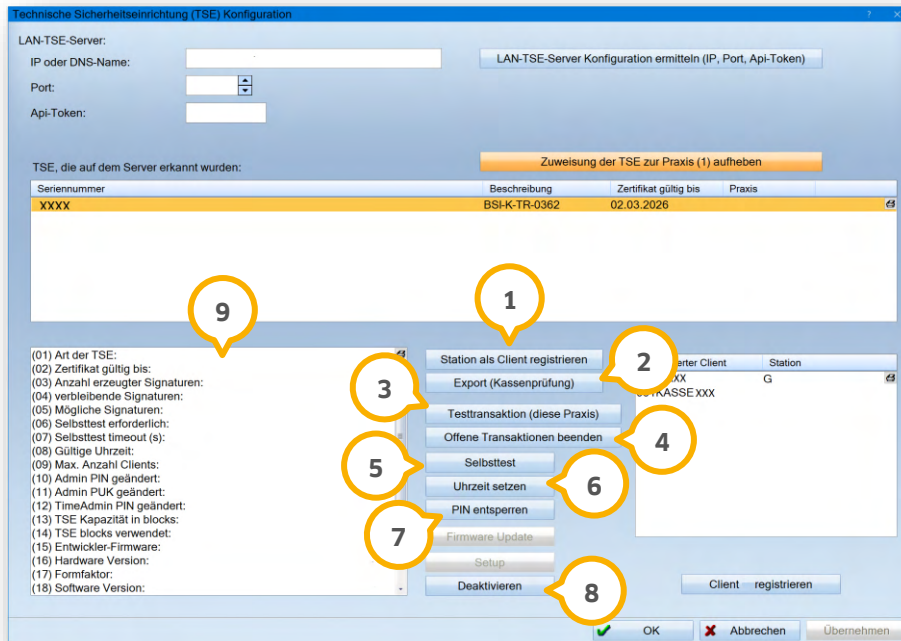 Technische Sicherheitseinrichtung (TSE) Konfiguration
LAN-TSE-Server:
IP oder DNS-Name:
LAN-TSE-Server Konfiguration ermitteln (IP, Port, Api-Token)
Port:
Api-Token:
TSE, die auf dem Server erkannt wurden:
Zuweisung der TSE zur Praxis (1) aufheben
Seriennummer Beschreibung Zertifikat gültig bis Praxis
XXXX BSI-K-TR-0362 02.03.2026
9
1
2
3
4
5
6
7
8
(01) Art der TSE:
(02) Zertifikat gültig bis:
(03) Anzahl erzeugter Signaturen:
(04) verbleibende Signaturen:
(05) Mögliche Signaturen:
(06) Selbsttest erforderlich:
(07) Selbsttest timeout (s):
(08) Gültige Uhrzeit:
(09) Max. Anzahl Clients:
(10) Admin PIN geändert:
(11) Admin PUK geändert:
(12) TimeAdmin PIN geändert:
(13) TSE Kapazität in blocks:
(14) TSE blocks verwendet:
(15) Entwickler-Firmware:
(16) Hardware Version:
(17) Formfaktor:
(18) Software Version:
Station als Client registrieren
Export (Kassenprüfung)
Testtransaktion (diese Praxis)
Offene Transaktionen beenden
Selbsttest
Uhrzeit setzen
PIN entsperren
Firmware Update
Setup
Deaktivieren
Client Station
G
KASSE xxx
Client registrieren
OK
Abbrechen
Übernehmen